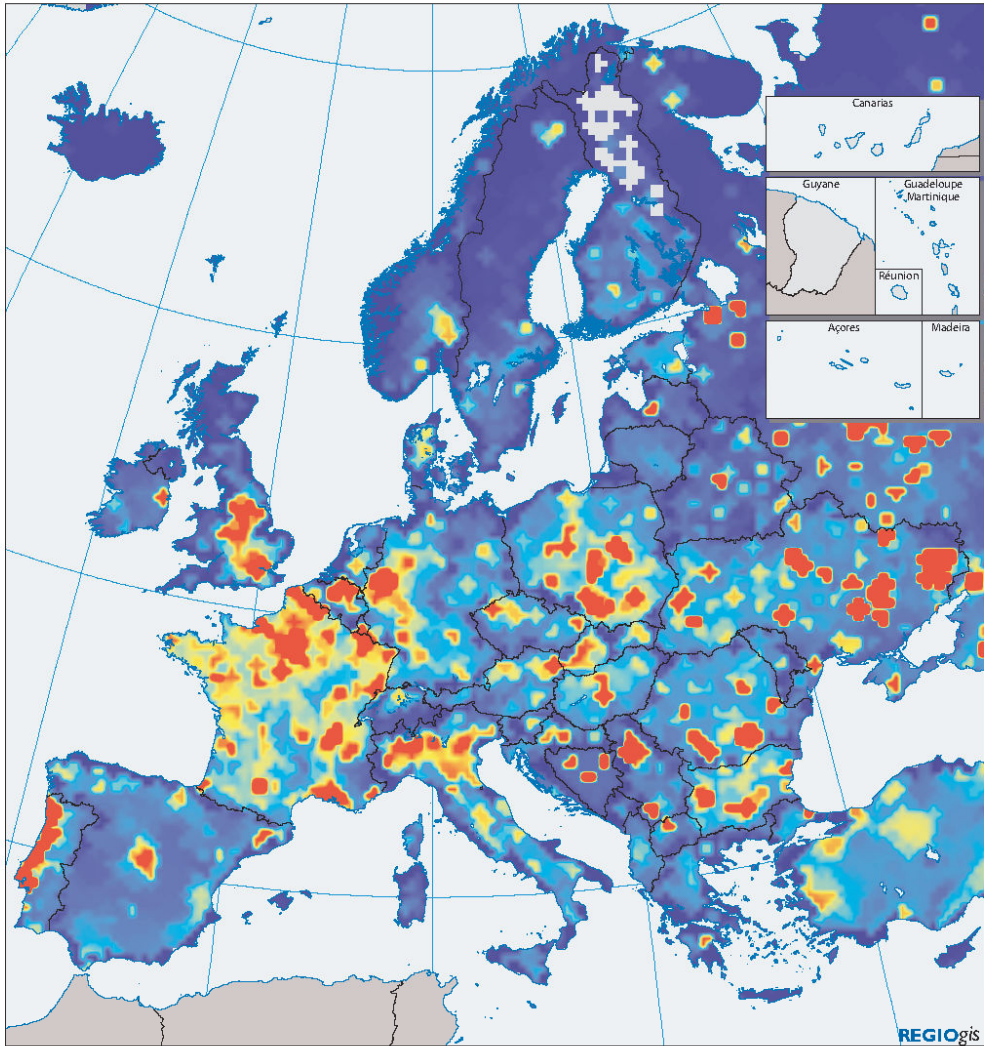 Canarias
Guyane
Guadeloupe
Martinique
Réunion
Açores
Madeira
REGIOgis